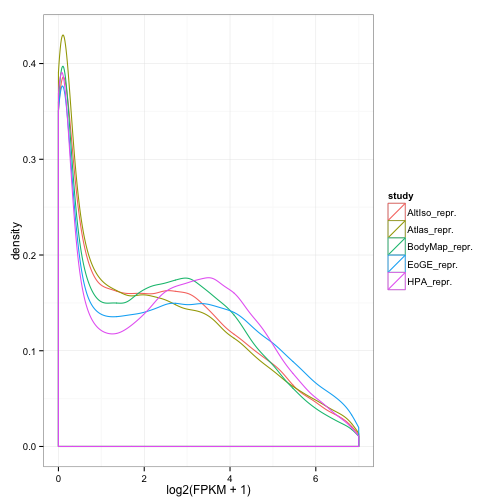 0.4
0.3
0.2
0.1
0.0
density
0 2 4 6
log2(FPKM + 1)
study
AltIso_repr.
Atlas_repr.
BodyMap_repr.
EoGE_repr.
HPA_repr.